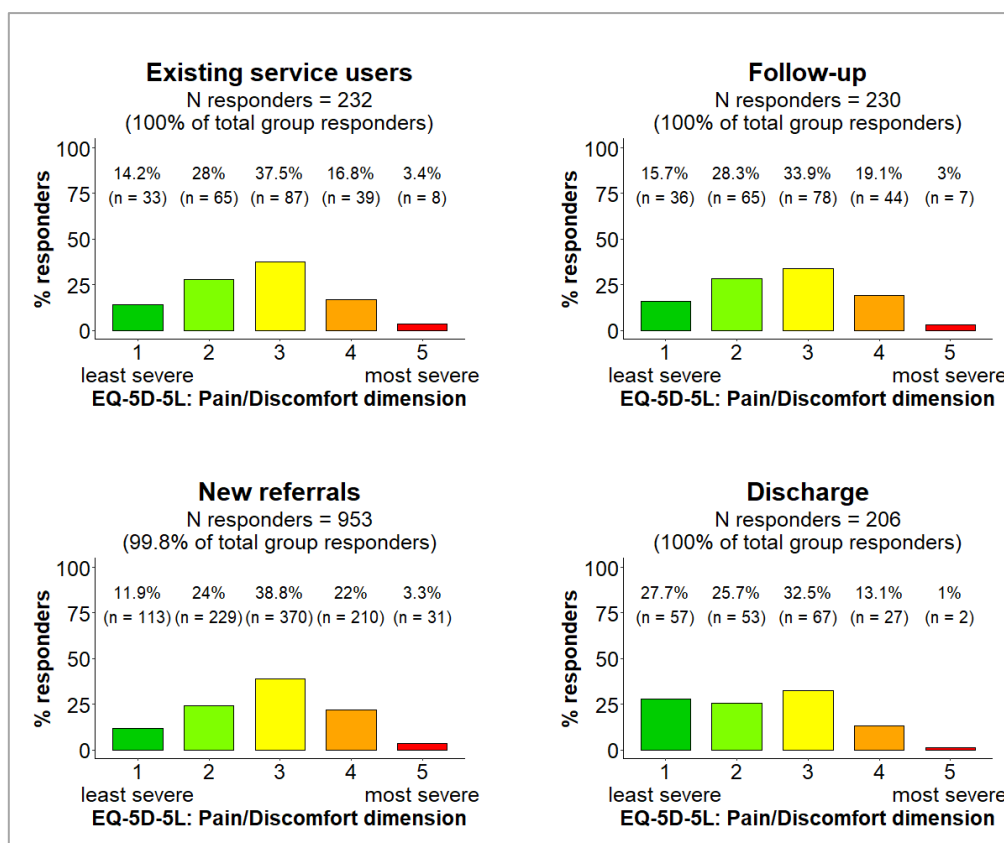 Existing service users
N responders = 232
(100% of total group responders)
100
14.2% 28% 37.5% 16.8% 3.4%
75
(n = 33) (n = 65) (n = 87) (n = 39) (n = 8)
50
25
0
% responders
1 2 3 4 5
least severe most severe
EQ-5D-5L: Pain/Discomfort dimension
Follow-up
N responders = 230
(100% of total group responders)
100
15.7% 28.3% 33.9% 19.1% 3%
75
(n = 36) (n = 65) (n = 78) (n = 44) (n = 7)
50
25
0
% responders
1 2 3 4 5
least severe most severe
EQ-5D-5L: Pain/Discomfort dimension
New referrals
N responders = 953
(99.8% of total group responders)
100
11.9% 24% 38.8% 22% 3.3%
75
(n = 113) (n = 229) (n = 370) (n = 210) (n = 31)
50
25
0
% responders
1 2 3 4 5
least severe most severe
EQ-5D-5L: Pain/Discomfort dimension
Discharge
N responders = 206
(100% of total group responders)
100
27.7% 25.7% 32.5% 13.1% 1%
75
(n = 57) (n = 53) (n = 67) (n = 27) (n = 2)
50
25
0
% responders
1 2 3 4 5
least severe most severe
EQ-5D-5L: Pain/Discomfort dimension